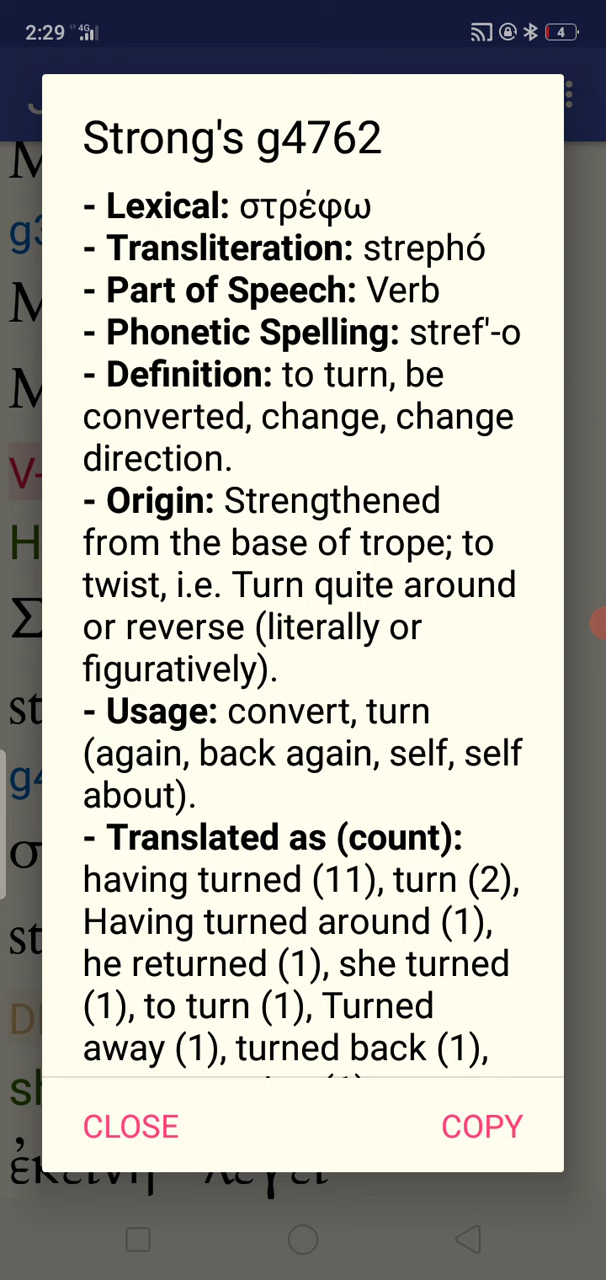 2:29 4G 4
Strong's g4762
- Lexical: στρέφω
- Transliteration: strephó
- Part of Speech: Verb
- Phonetic Spelling: stref'-o
- Definition: to turn, be
converted, change, change
direction.
- Origin: Strengthened
from the base of trope; to
twist, i.e. Turn quite around
or reverse (literally or
figuratively).
- Usage: convert, turn
(again, back again, self, self
about).
- Translated as (count):
having turned (11), turn (2),
Having turned around (1),
he returned (1), she turned
(1), to turn (1), Turned
away (1), turned back (1),
CLOSE COPY